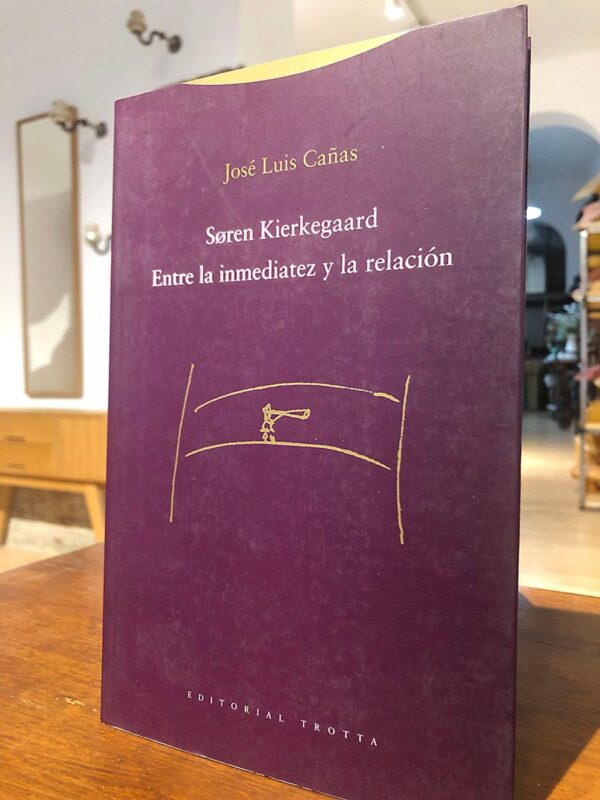 José Luis Cañas
Søren Kierkegaard
Entre la inmediatez y la relación
EDITORIAL TROTTA